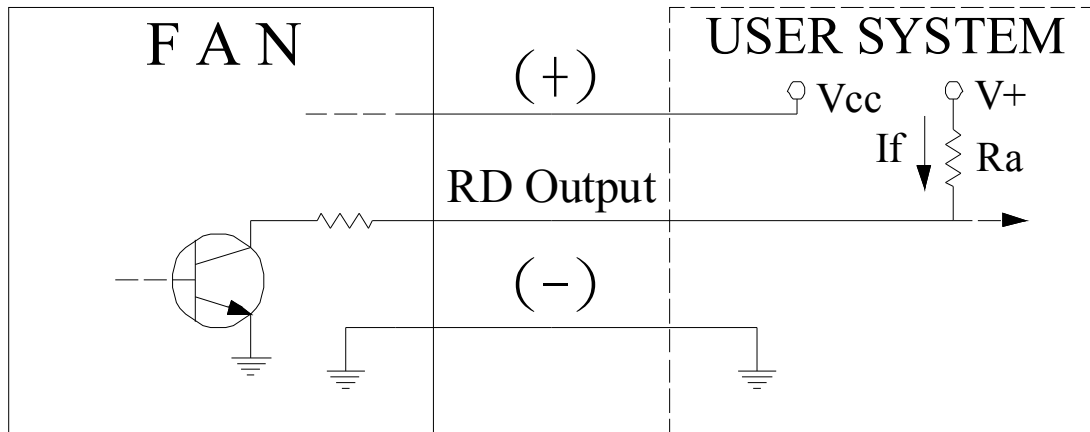 F A N
USER SYSTEM
(+)
Vcc
V+
If
Ra
RD Output
(-)